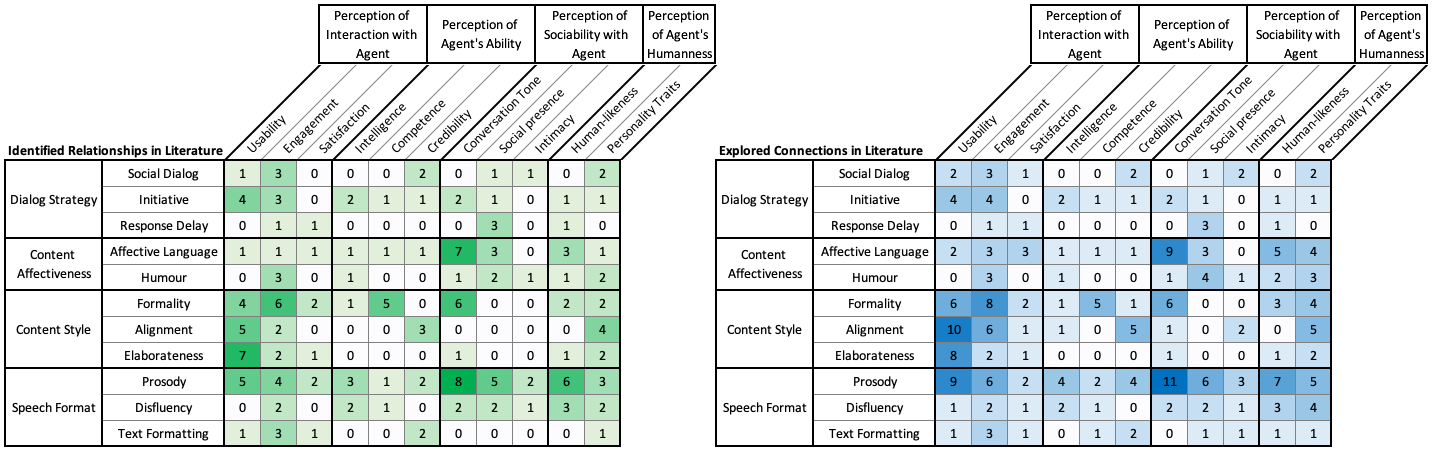 Perception of Interaction with Agent
Perception of Agent's Ability
Perception of Sociability with Agent
Perception of Agent's Humanness
Usability
Engagement
Satisfaction
Intelligence
Competence
Credibility
Conversation Tone
Social presence
Intimacy
Human-likeness
Personality Traits
Identified Relationships in Literature
Dialog Strategy
Social Dialog 1 3 0 0 0 2 0 1 1 0 2
Initiative 4 3 0 2 1 1 2 1 0 1 1
Response Delay 0 1 1 0 0 0 0 3 0 1 0
Content Affectiveness
Affective Language 1 1 1 1 1 1 7 3 0 3 1
Humour 0 3 0 1 0 0 1 2 1 1 2
Content Style
Formality 4 6 2 1 5 0 6 0 0 2 2
Alignment 5 2 0 0 0 3 0 0 0 0 4
Elaborateness 7 2 1 0 0 0 1 0 0 1 2
Speech Format
Prosody 5 4 2 3 1 2 8 5 2 6 3
Disfluency 0 2 0 2 1 0 2 2 1 3 2
Text Formatting 1 3 1 0 0 2 0 0 0 0 1
Perception of Interaction with Agent
Perception of Agent's Ability
Perception of Sociability with Agent
Perception of Agent's Humanness
Usability
Engagement
Satisfaction
Intelligence
Competence
Credibility
Conversation Tone
Social presence
Intimacy
Human-likeness
Personality Traits
Explored Connections in Literature
Dialog Strategy
Social Dialog 2 3 1 0 0 2 0 1 2 0 2
Initiative 4 4 0 2 1 1 2 1 0 1 1
Response Delay 0 1 1 0 0 0 0 3 0 1 0
Content Affectiveness
Affective Language 2 3 3 1 1 1 9 3 0 5 4
Humour 0 3 0 1 0 0 1 4 1 2 3
Content Style
Formality 6 8 2 1 5 1 6 0 0 3 4
Alignment 10 6 1 1 0 5 1 0 2 0 5
Elaborateness 8 2 1 0 0 0 1 0 0 1 2
Speech Format
Prosody 9 6 2 4 2 4 11 6 3 7 5
Disfluency 1 2 1 2 1 0 2 2 1 3 4
Text Formatting 1 3 1 0 1 2 0 1 1 1 1